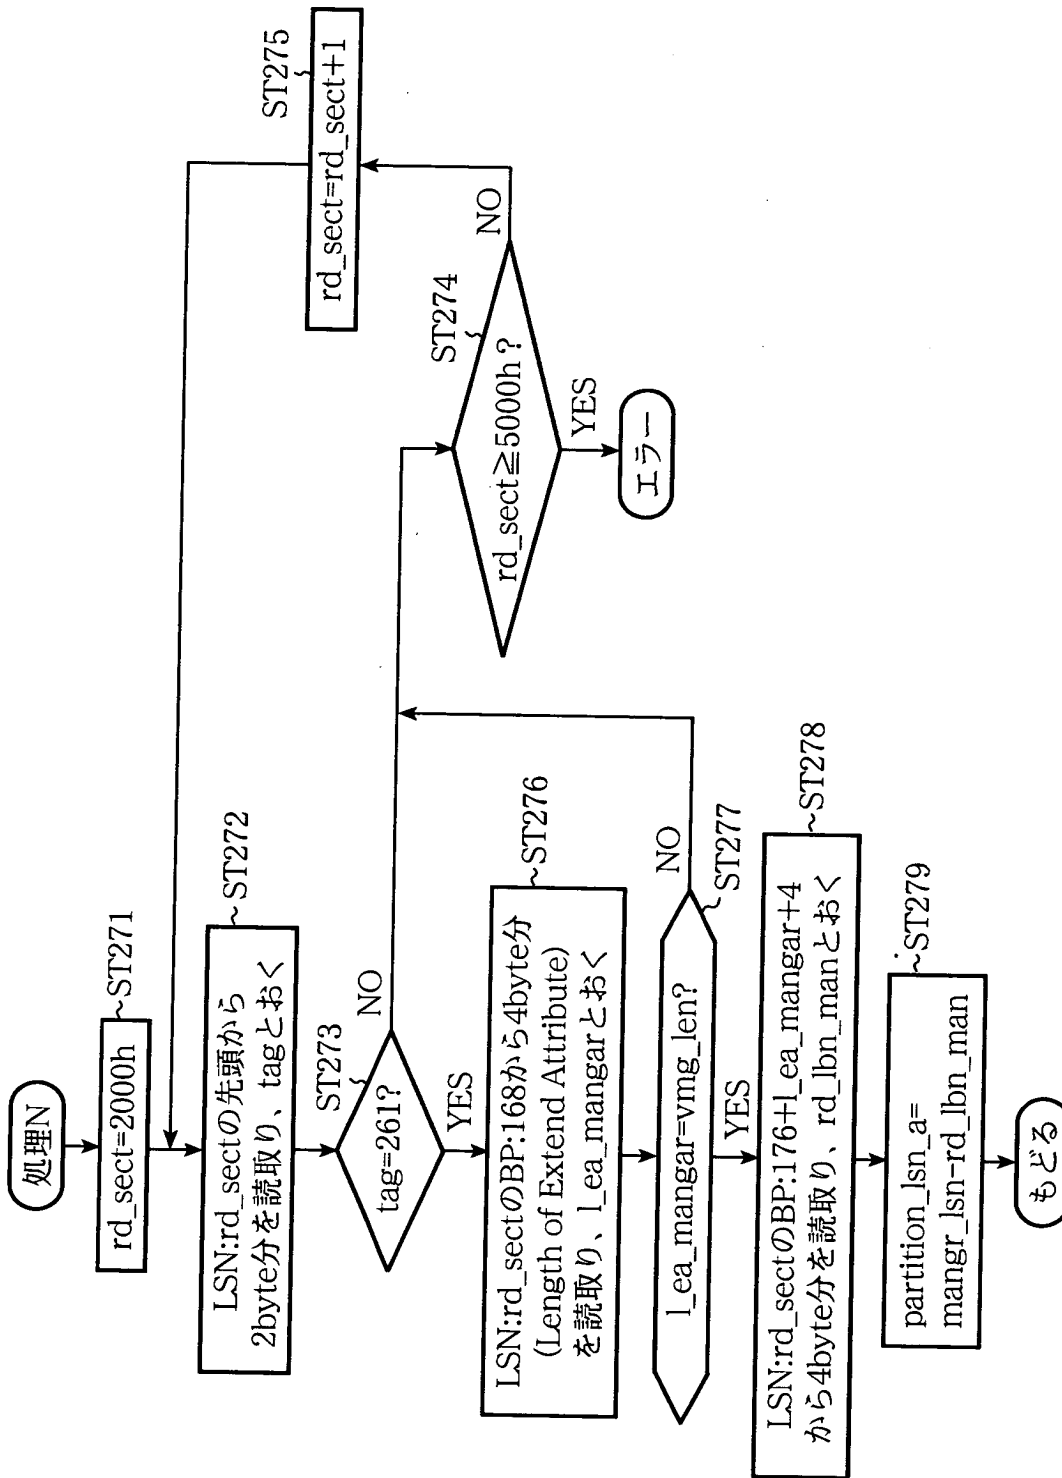 処理N
rd_sect=2000h
~ST271
LSN:rd_sectの先頭から
2byte分を読取り、tagとおく
~ST272
tag=261?
ST273
NO
YES
rd_sect≧5000h?
ST274
NO
YES
エラー
rd_sect=rd_sect+1
ST275
LSN:rd_sectのBP:168から4byte分
(Length of Extend Attribute)
を読取り、l_ea_mangarとおく
~ST276
l_ea_mangar=vmg_len?
~ST277
NO
YES
LSN:rd_sectのBP:176+l_ea_mangar+4
から4byte分を読取り、rd_lbn_manとおく
~ST278
partition_lsn_a=
mangr_lsn-rd_lbn_man
~ST279
もどる